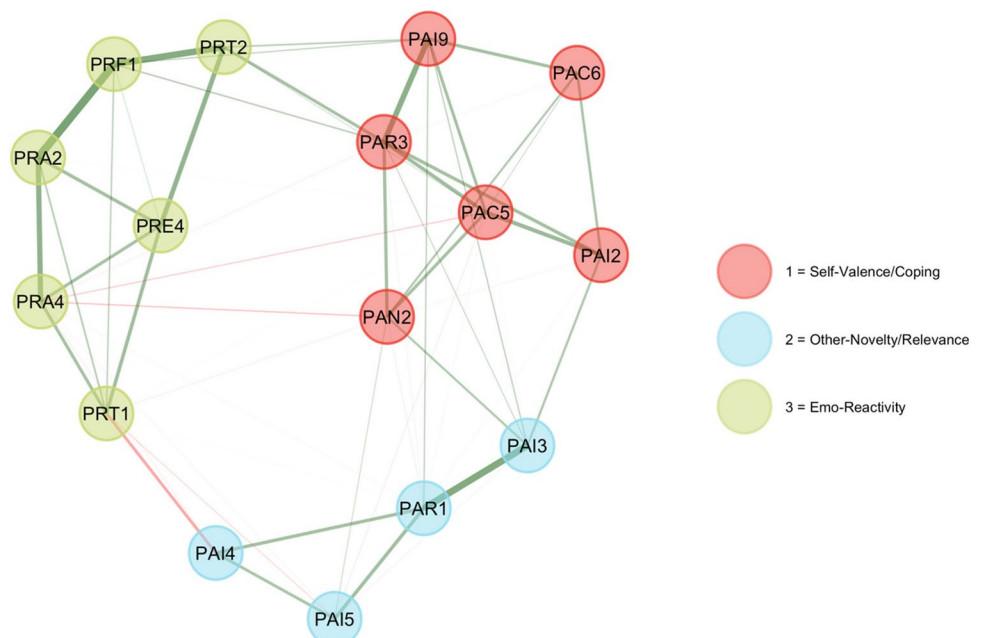 PAI9
PRT2
PRF1
PAC6
PAR3
PRA2
PAC5
PRE4
PAI2
1 = Self-Valence/Coping
PRA4
PAN2
2 = Other-Novelty/Relevance
3 = Emo-Reactivity
PRT1
PAI3
PAR1
PAI4
PAI5